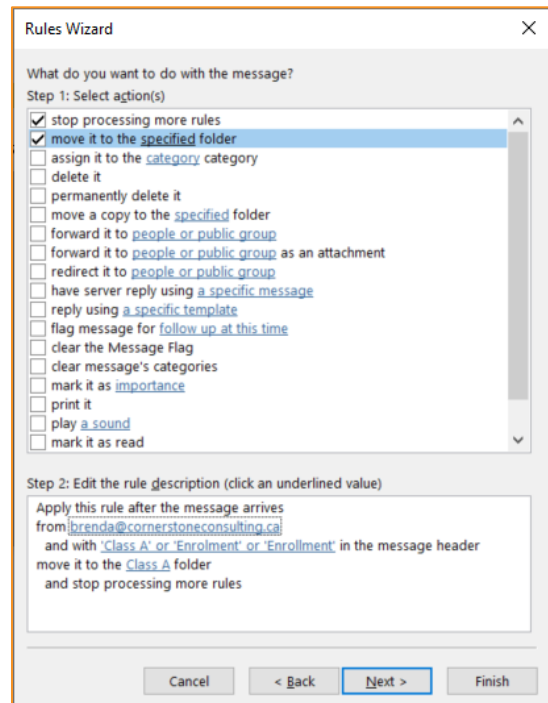 Rules Wizard
What do you want to do with the message?
Step 1: Select action(s)
stop processing more rules
move it to the specified folder
assign it to the category category
delete it
permanently delete it
move a copy to the specified folder
forward it to people or public group
forward it to people or public group as an attachment
redirect it to people or public group
have server reply using a specific message
reply using a specific template
flag message for follow up at this time
clear the Message Flag
clear message's categories
mark it as importance
print it
play a sound
mark it as read
Step 2: Edit the rule description (click an underlined value)
Apply this rule after the message arrives
from brenda@cornerstoneconsulting.ca
and with 'Class A' or 'Enrolment' or 'Enrollment' in the message header
move it to the Class A folder
and stop processing more rules
Cancel < Back Next > Finish